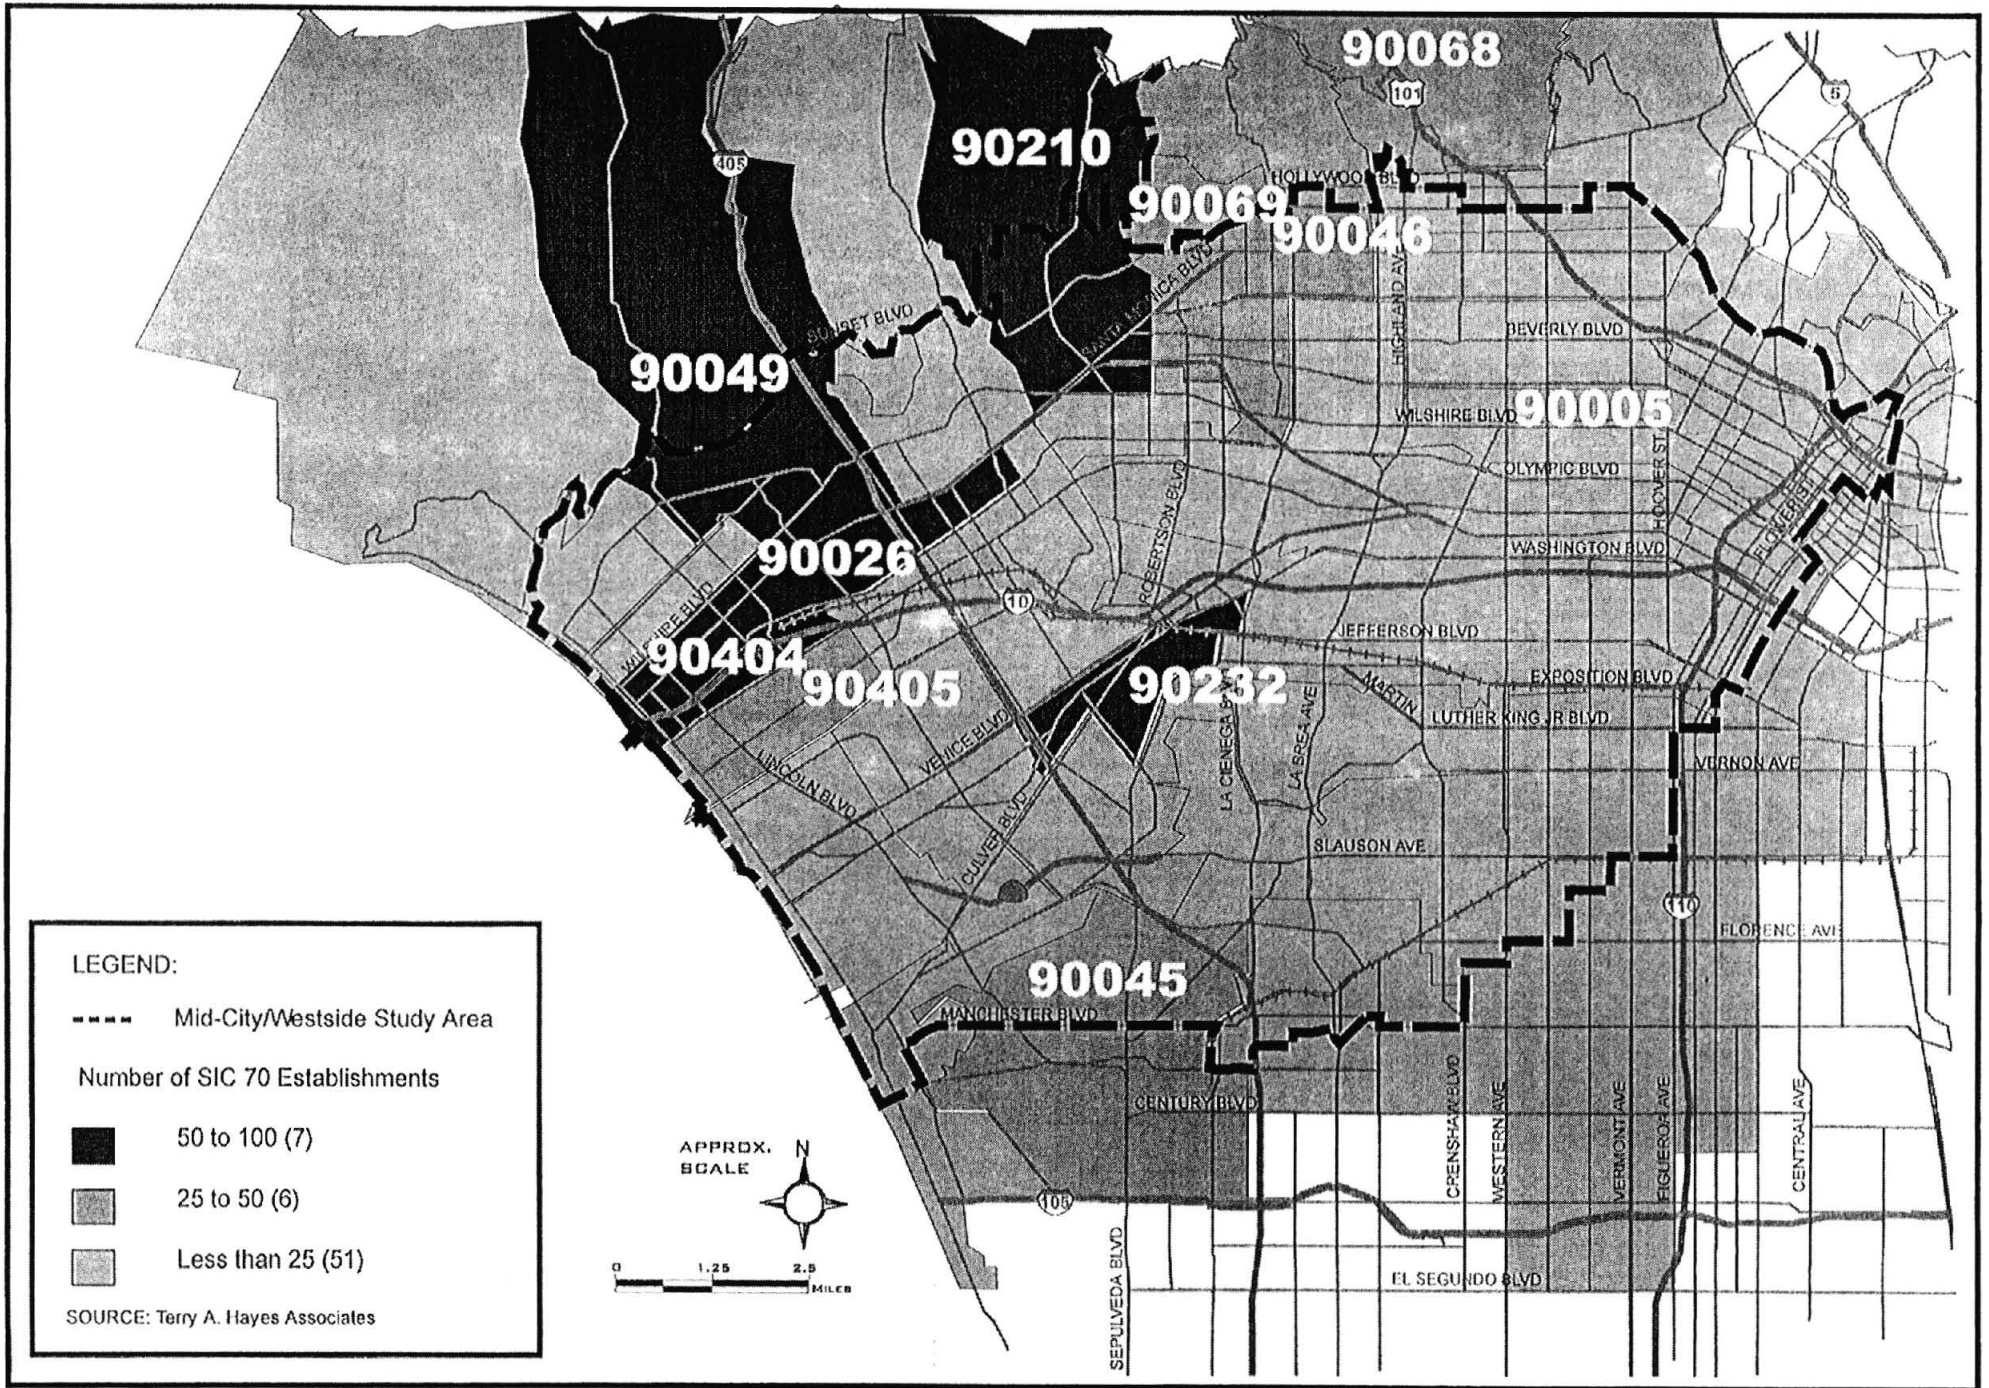 90068
101
5
405
90210
HOLLYWOOD BLVD
90069
90046
SANTA MONICA BLVD
HIGHLAND AVE
SUNSET BLVD
BEVERLY BLVD
90049
WILSHIRE BLVD
90005
HOOVER ST
OLYMPIC BLVD
ROBERTSON BLVD
FLOWER ST
90026
WASHINGTON BLVD
10
WILSHIRE BLVD
JEFFERSON BLVD
90404
90405
90232
EXPOSITION BLVD
MARTIN
LUTHER KING JR BLVD
LA CIENEGA BLVD
LA BREA AVE
VENICE BLVD
LINCOLN BLVD
VERNON AVE
CULVER BLVD
SLAUSON AVE
110
FLORENCE AVE
90045
MANCHESTER BLVD
CENTURY BLVD
CRENSHAW BLVD
WESTERN AVE
VERMONT AVE
FIGUEROA AVE
CENTRAL AVE
105
SEPULVEDA BLVD
EL SEGUNDO BLVD
LEGEND:
Mid-City/Westside Study Area
Number of SIC 70 Establishments
50 to 100 (7)
25 to 50 (6)
Less than 25 (51)
SOURCE: Terry A. Hayes Associates
APPROX.
SCALE
N
0 1.25 2.5
MILES